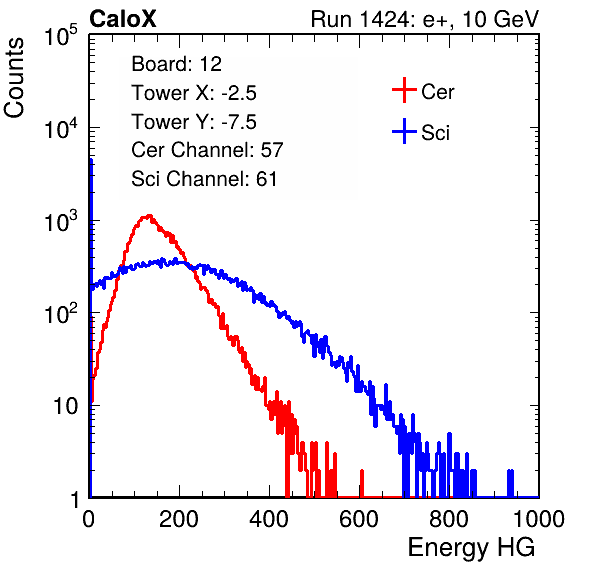 CaloX Run 1424: e+, 10 GeV
Counts
10^5
10^4
10^3
10^2
10
1
Board: 12
Tower X: -2.5
Tower Y: -7.5
Cer Channel: 57
Sci Channel: 61
Cer
Sci
0 200 400 600 800 1000
Energy HG